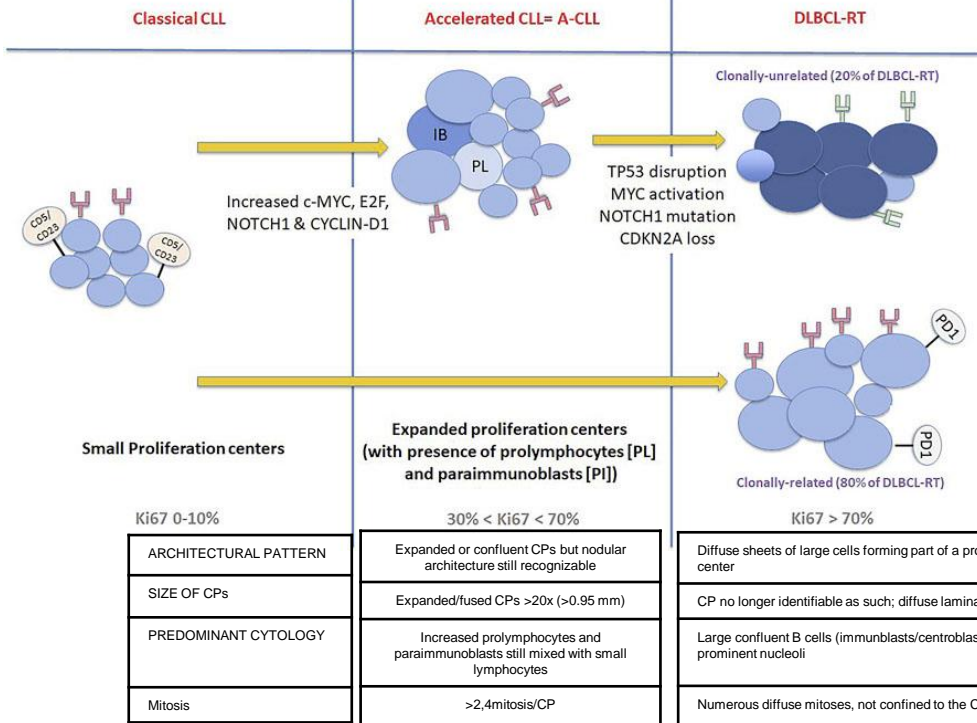 Classical CLL
Accelerated CLL= A-CLL
DLBCL-RT
Clonally-unrelated (20% of DLBCL-RT)
IB
PL
TP53 disruption
MYC activation
NOTCH1 mutation
CDKN2A loss
Increased c-MYC, E2F,
NOTCH1 & CYCLIN-D1
CD5/
CD23
CD5/
CD23
PD1
PD1
Small Proliferation centers
Expanded proliferation centers
(with presence of prolymphocytes [PL]
and paraimmunoblasts [PI])
Clonally-related (80% of DLBCL-RT)
Ki67 0-10%
30% < Ki67 < 70%
Ki67 > 70%
ARCHITECTURAL PATTERN
Expanded or confluent CPs but nodular
architecture still recognizable
Diffuse sheets of large cells forming part of a pro
center
SIZE OF CPs
Expanded/fused CPs >20x (>0.95 mm)
CP no longer identifiable as such; diffuse lamina
PREDOMINANT CYTOLOGY
Increased prolymphocytes and
paraimmunoblasts still mixed with small
lymphocytes
Large confluent B cells (immunblasts/centroblas
prominent nucleoli
Mitosis
>2,4mitosis/CP
Numerous diffuse mitoses, not confined to the C